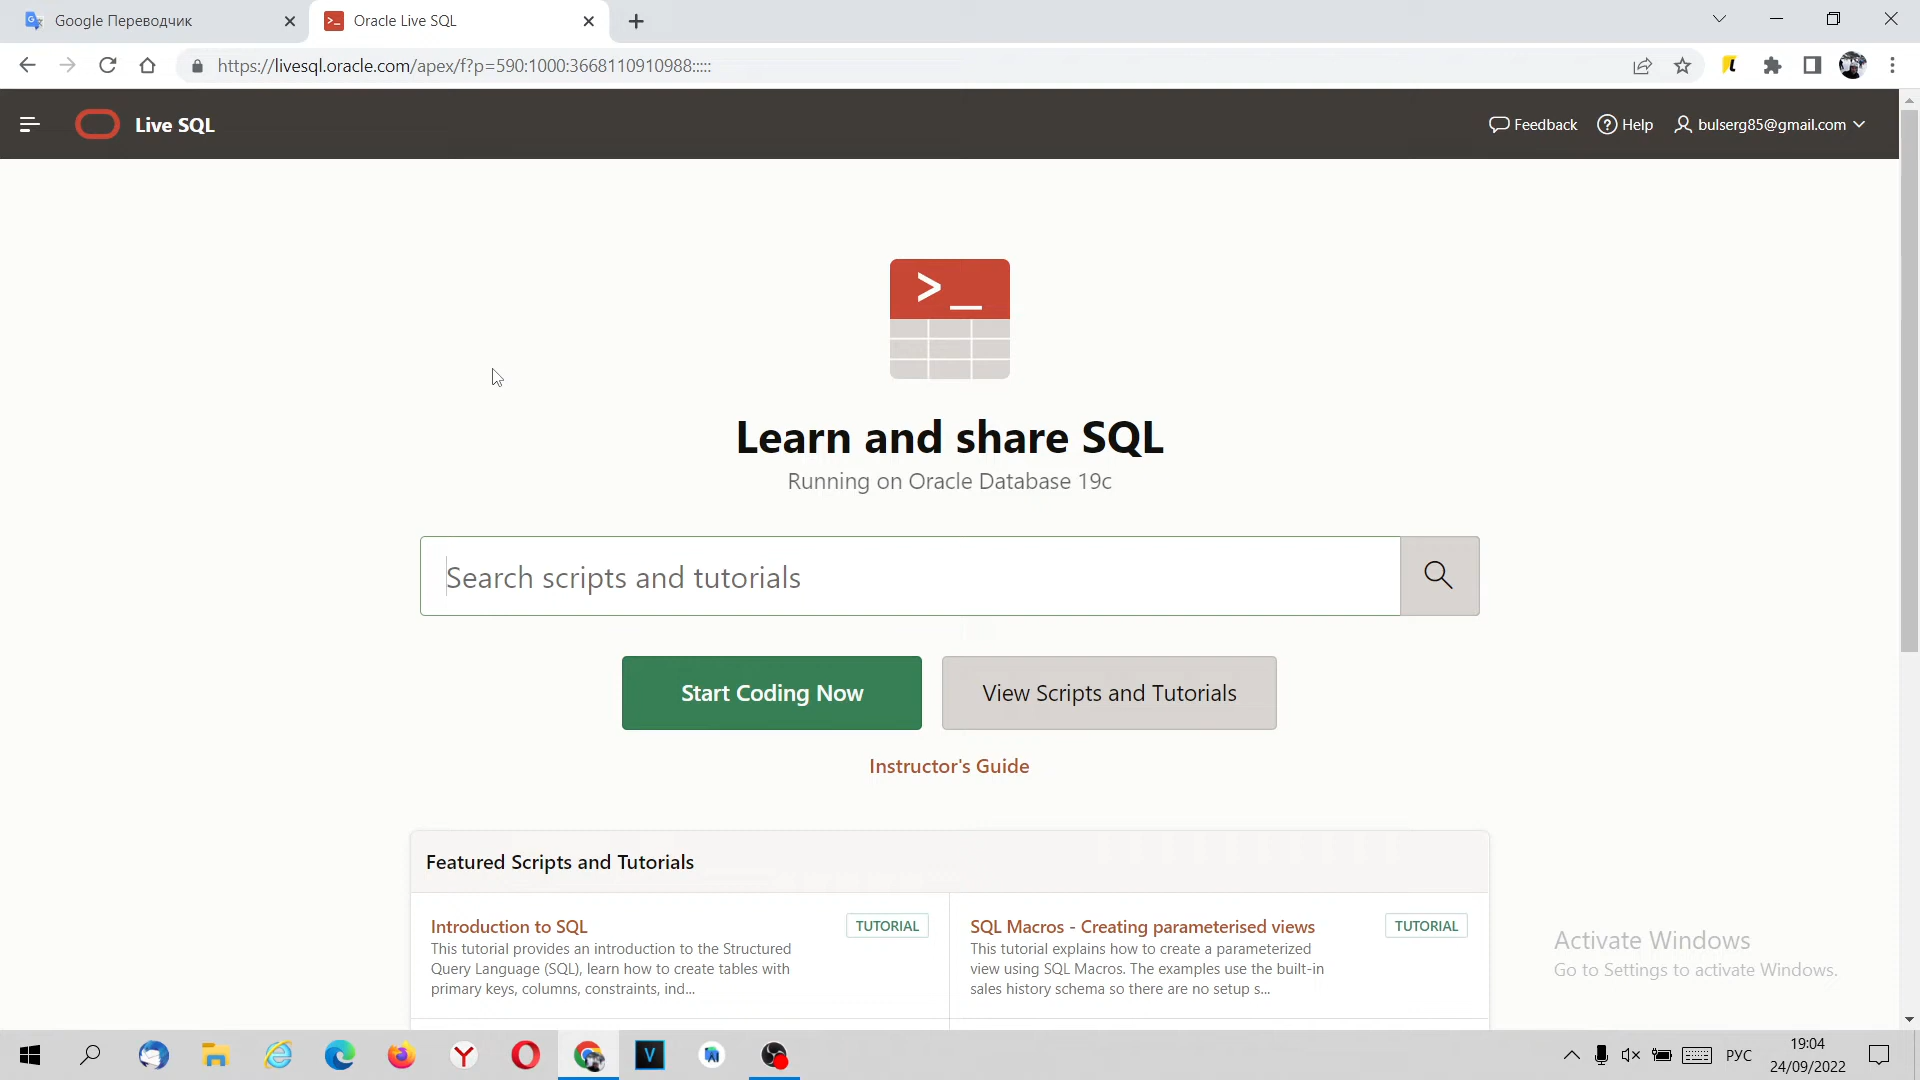 Google Переводчик
Oracle Live SQL
https://livesql.oracle.com/apex/f?p=590:1000:3668110910988:::::
Live SQL
Feedback
Help
bulserg85@gmail.com
>_
Learn and share SQL
Running on Oracle Database 19c
Search scripts and tutorials
Start Coding Now
View Scripts and Tutorials
Instructor's Guide
Featured Scripts and Tutorials
Introduction to SQL
TUTORIAL
This tutorial provides an introduction to the Structured
Query Language (SQL), learn how to create tables with
primary keys, columns, constraints, ind...
SQL Macros - Creating parameterised views
TUTORIAL
This tutorial explains how to create a parameterized
view using SQL Macros. The examples use the built-in
sales history schema so there are no setup s...
Activate Windows
Go to Settings to activate Windows.
РУС
19:04
24/09/2022